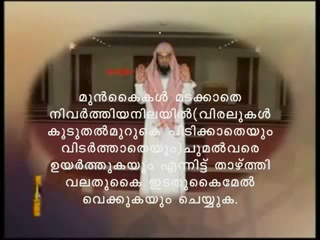 മുൻകൈകൾ മടക്കാതെ
നിവർത്തിയനിലയിൽ(വിരലുകൾ
കൂടുതൽമുറുകെ പിടിക്കാതെയും
വിടർത്താതെയും)ചുമൽവരെ
ഉയർത്തുകയും എന്നിട്ട് താഴ്ത്തി
വലതുകൈ ഇടതുകൈമേൽ
വെക്കുകയും ചെയ്യുക.